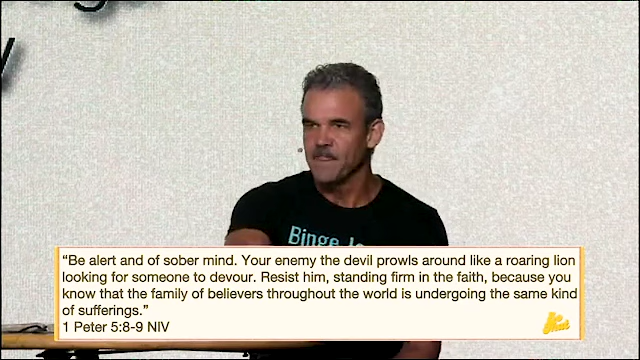 Binge
“Be alert and of sober mind. Your enemy the devil prowls around like a roaring lion
looking for someone to devour. Resist him, standing firm in the faith, because you
know that the family of believers throughout the world is undergoing the same kind
of sufferings.”
1 Peter 5:8-9 NIV